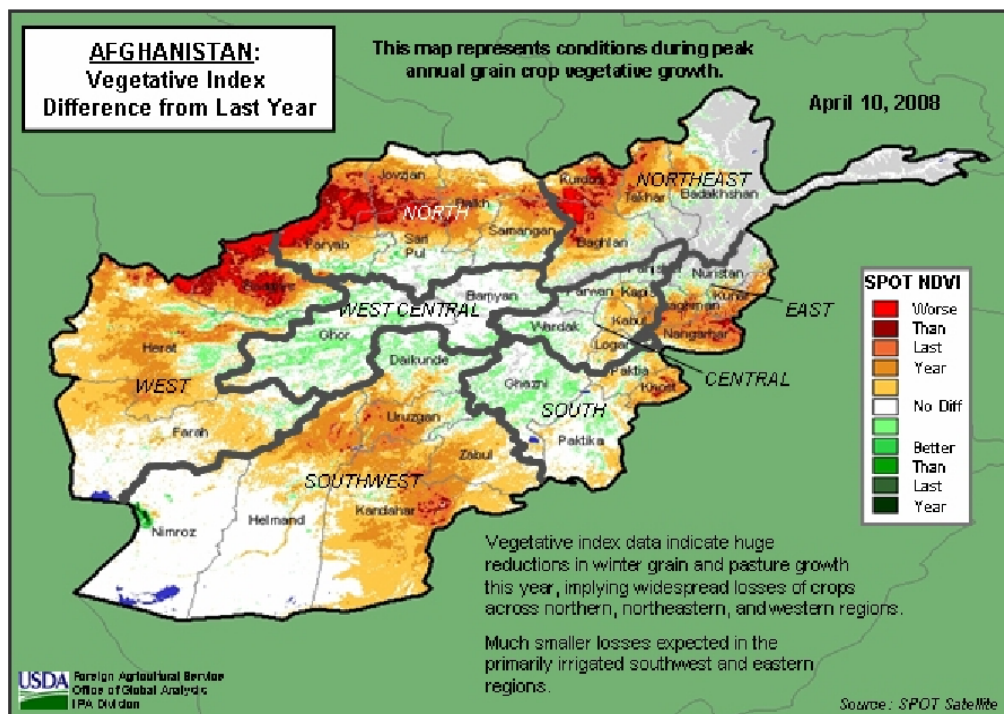 AFGHANISTAN:
Vegetative Index
Difference from Last Year
This map represents conditions during peak
annual grain crop vegetative growth.
April 10, 2008
Jovzjan
Kunduz
NORTHEAST
Takhar
Badakhshan
NORTH
Balkh
Samangan
Faryab
Sari
Pul
Baghlan
Nuristan
Badghis
Bamyan
Parwan
Kapisa
Kunar
Laghman
WEST CENTRAL
EAST
Ghor
Wardak
Kabul
Nangarhar
Herat
Logar
Daikunde
Paktia
CENTRAL
WEST
Ghazni
Khost
Uruzgan
SOUTH
Farah
Paktika
Zabul
SOUTHWEST
Helmand
Kandahar
Nimroz
SPOT NDVI
Worse
Than
Last
Year
No Diff
Better
Than
Last
Year
Vegetative index data indicate huge
reductions in winter grain and pasture growth
this year, implying widespread losses of crops
across northern, northeastern, and western regions.
Much smaller losses expected in the
primarily irrigated southwest and eastern
regions.
USDA
Foreign Agricultural Service
Office of Global Analysis
IPA Division
Source: SPOT Satellite